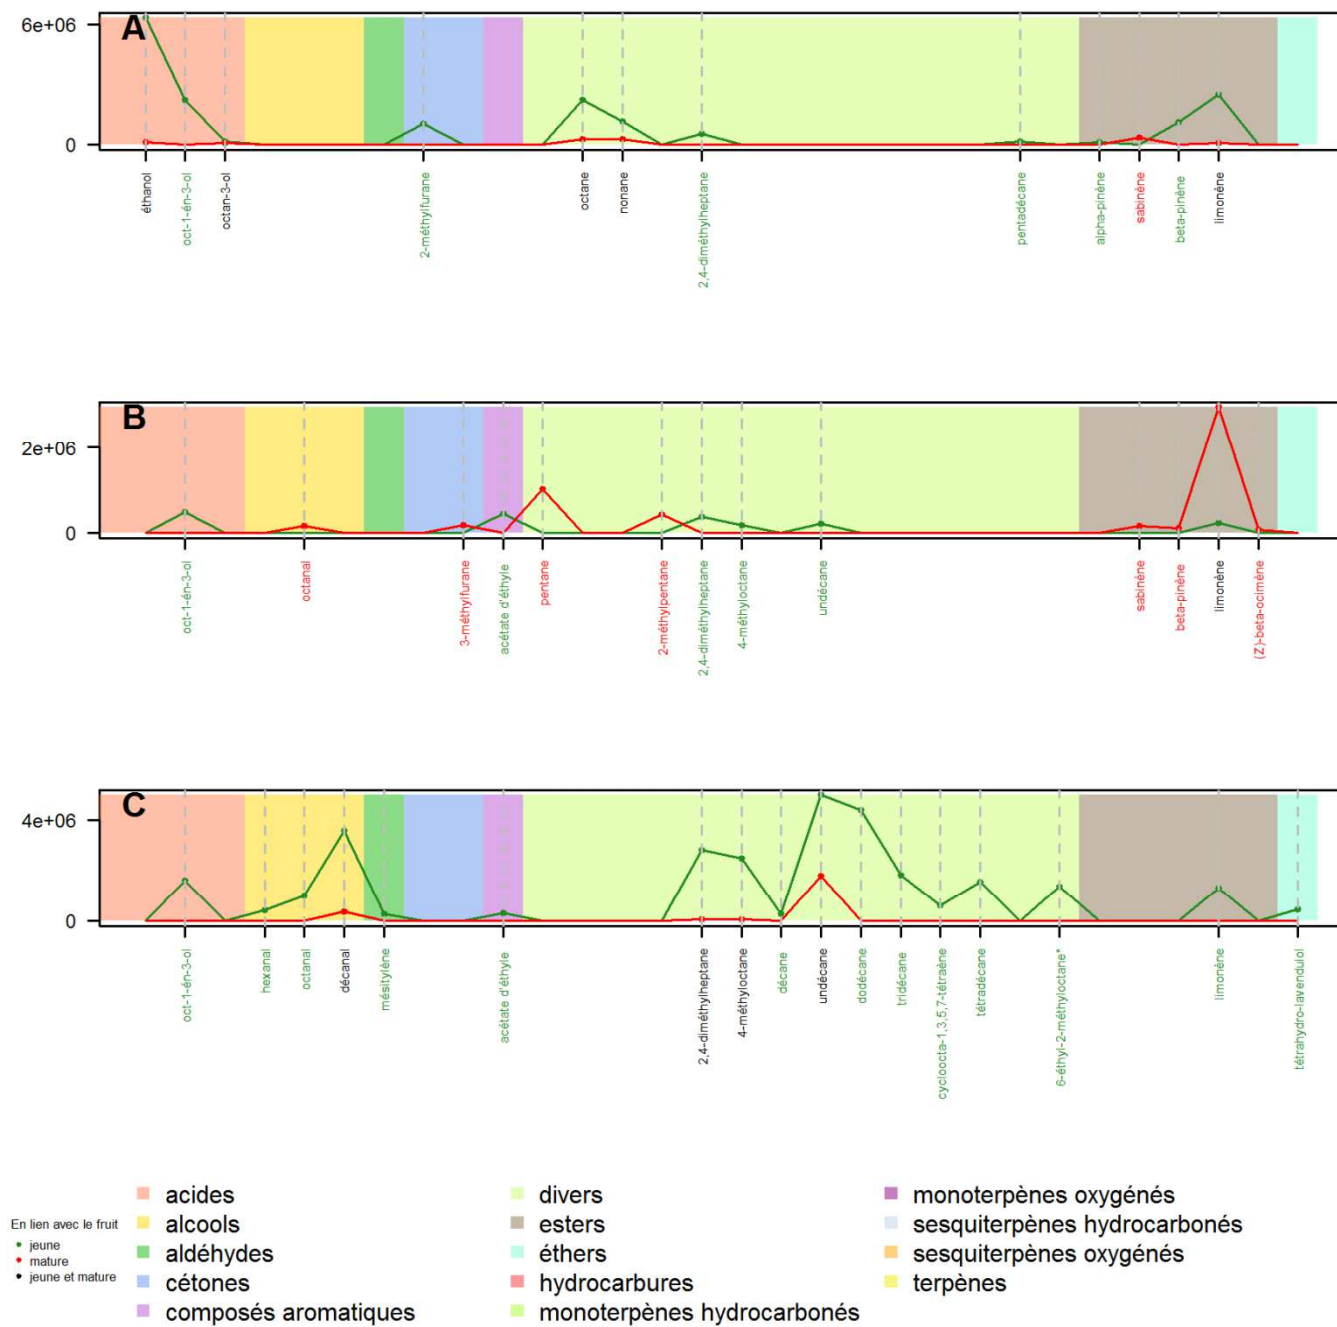 A
6e+06
0
éthanol
oct-1-én-3-ol
octan-3-ol
2-méthylfurane
octane
nonane
2,4-diméthylheptane
pentadécane
alpha-pinène
sabinène
beta-pinène
limonène
B
2e+06
0
oct-1-én-3-ol
octanal
3-méthylfurane
acétate d'éthyle
pentane
2-méthylpentane
2,4-diméthylheptane
4-méthyloctane
undécane
sabinène
beta-pinène
limonène
(Z)-beta-ocimène
C
4e+06
0
oct-1-én-3-ol
hexanal
octanal
décanal
mésitylène
acétate d'éthyle
2,4-diméthylheptane
4-méthyloctane
décane
undécane
dodécane
tridécane
cycloocta-1,3,5,7-tétraène
tétradécane
6-éthyl-2-méthyloctane*
limonène
tétrahydro-lavendulol
En lien avec le fruit
jeune
mature
jeune et mature
acides
alcools
aldéhydes
cétones
composés aromatiques
divers
esters
éthers
hydrocarbures
monoterpènes hydrocarbonés
monoterpènes oxygénés
sesquiterpènes hydrocarbonés
sesquiterpènes oxygénés
terpènes